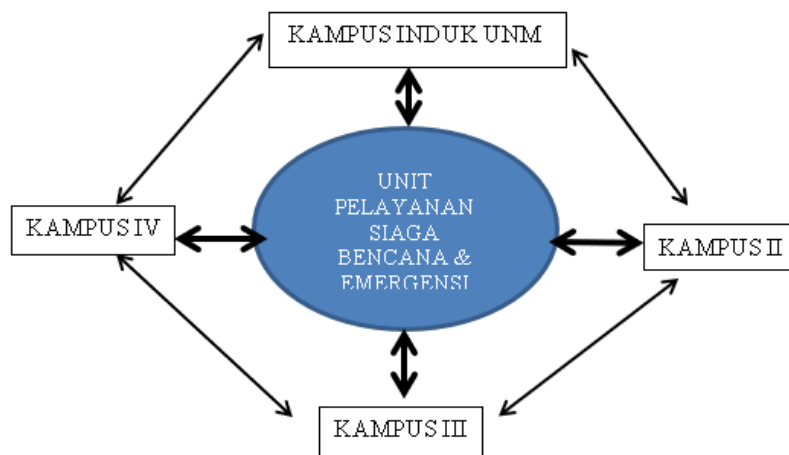 KAMPUS INDUK UNM
UNIT
PELAYANAN
SIAGA
BENCANA &
EMERGENSI
KAMPUS IV
KAMPUS II
KAMPUS III